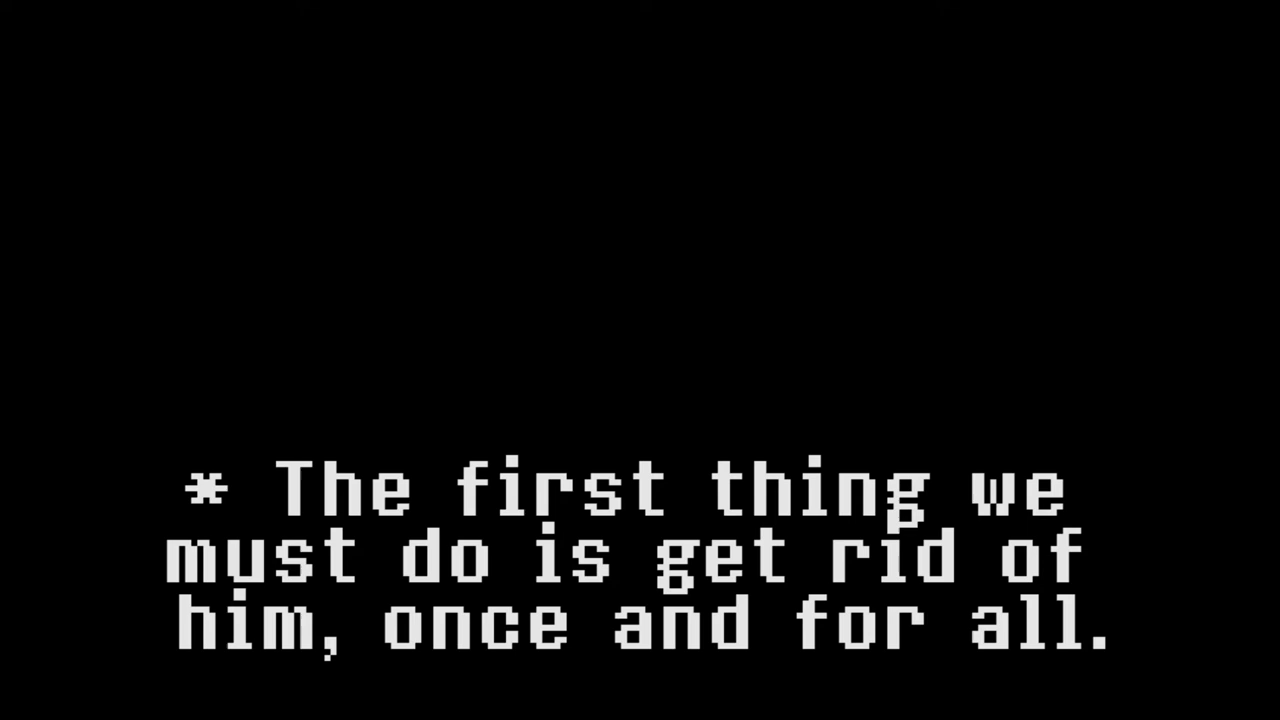 * The first thing we
must do is get rid of
him, once and for all.